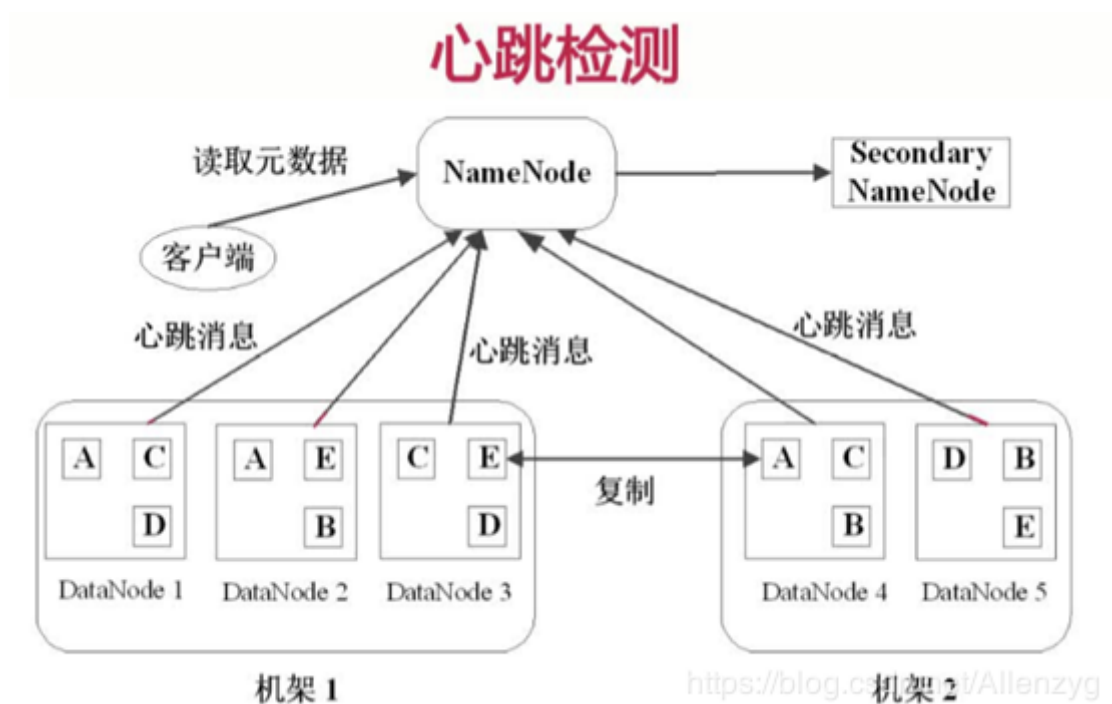 心跳检测
读取元数据
NameNode
Secondary
NameNode
客户端
心跳消息
心跳消息
心跳消息
A C
D
A E
B
C E
D
A C
B
D B
E
复制
DataNode 1
DataNode 2
DataNode 3
DataNode 4
DataNode 5
机架 1
机架 2
https://blog.csdn.net/Allenzyg